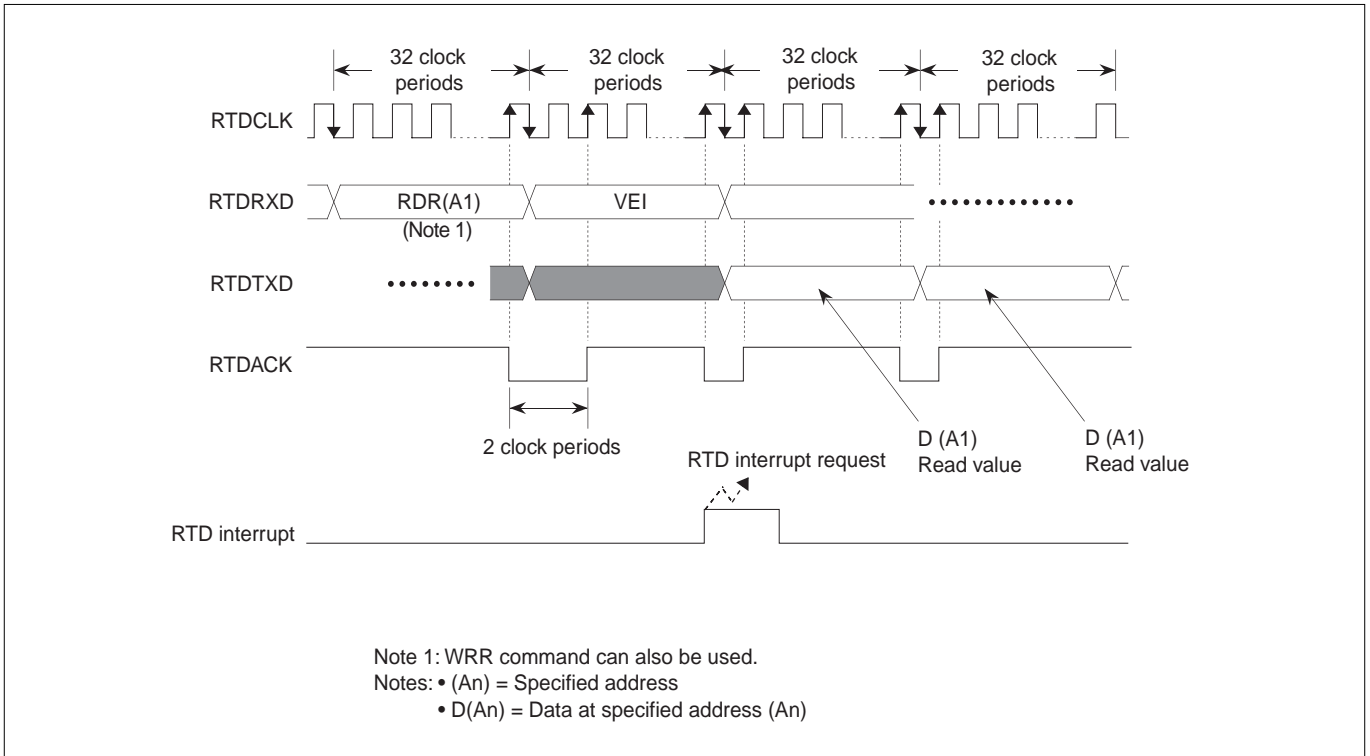 32 clock periods
32 clock periods
32 clock periods
32 clock periods
RTDCLK
RTDRXD
RDR(A1)
(Note 1)
VEI
RTDTXD
RTDACK
2 clock periods
RTD interrupt request
D (A1)
Read value
D (A1)
Read value
RTD interrupt
Note 1: WRR command can also be used.
Notes: • (An) = Specified address
• D(An) = Data at specified address (An)